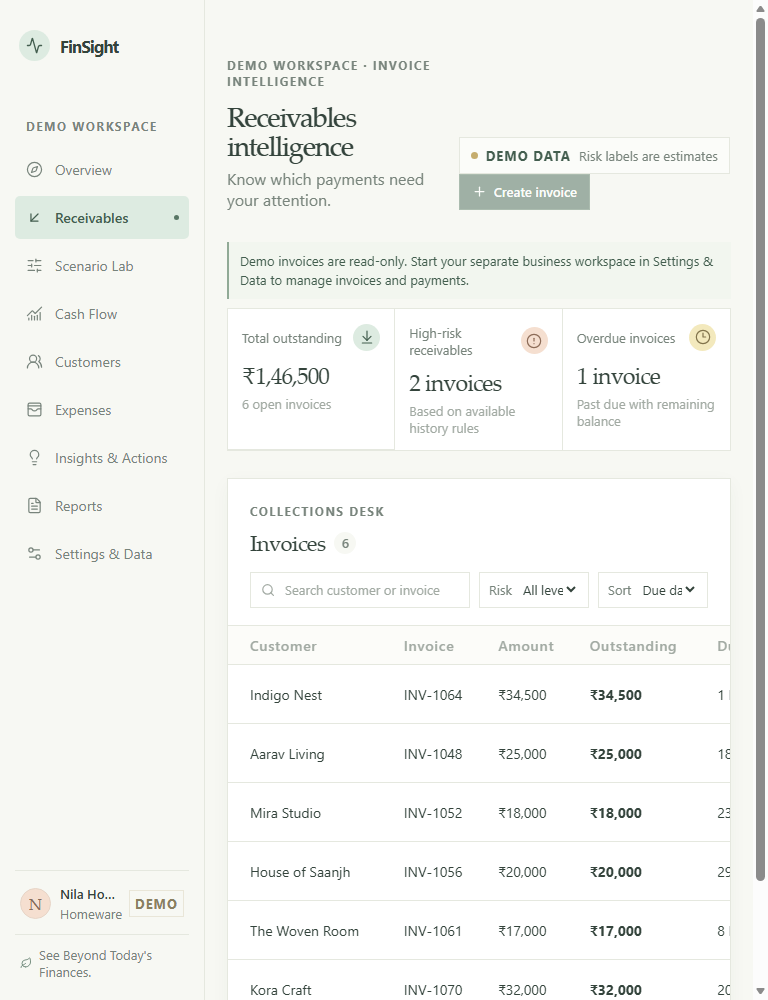 FinSight
DEMO WORKSPACE
Overview
Receivables
Scenario Lab
Cash Flow
Customers
Expenses
Insights & Actions
Reports
Settings & Data
N
Nila Ho...
Homeware
DEMO
See Beyond Today's
Finances.
DEMO WORKSPACE · INVOICE
INTELLIGENCE
Receivables
intelligence
Know which payments need
your attention.
DEMO DATA Risk labels are estimates
Create invoice
Demo invoices are read-only. Start your separate business workspace in Settings &
Data to manage invoices and payments.
Total outstanding
₹1,46,500
6 open invoices
High-risk
receivables
2 invoices
Based on available
history rules
Overdue invoices
1 invoice
Past due with remaining
balance
COLLECTIONS DESK
Invoices 6
Search customer or invoice Risk All leve Sort Due da
Customer Invoice Amount Outstanding
Indigo Nest INV-1064 ₹34,500 ₹34,500 1
Aarav Living INV-1048 ₹25,000 ₹25,000 18
Mira Studio INV-1052 ₹18,000 ₹18,000 23
House of Saanjh INV-1056 ₹20,000 ₹20,000 29
The Woven Room INV-1061 ₹17,000 ₹17,000 8
Kora Craft INV-1070 ₹32,000 ₹32,000 20